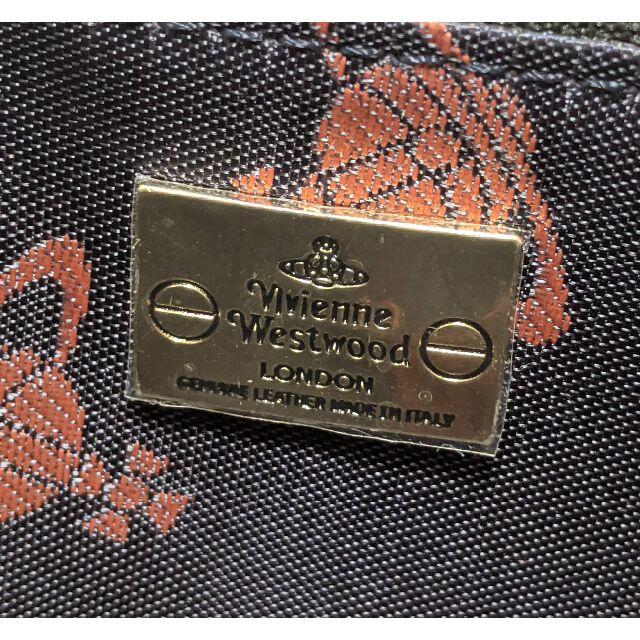 Vivienne
Westwood
LONDON
GENUINE LEATHER MADE IN ITALY